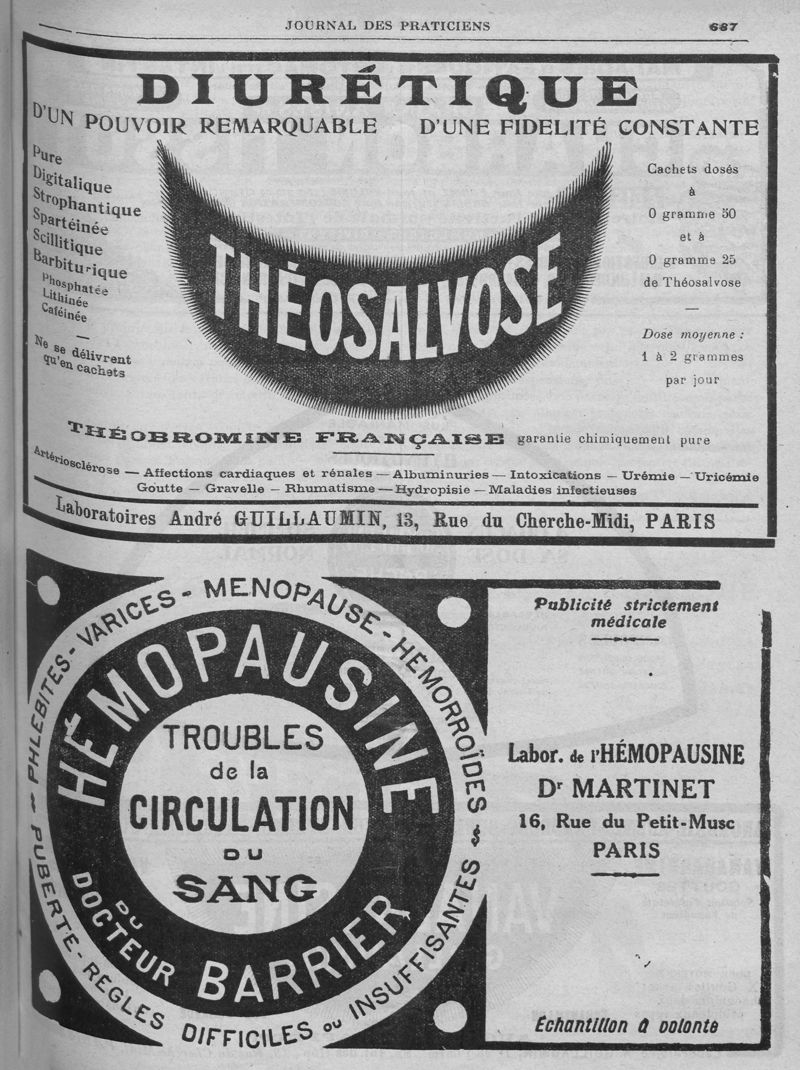 JOURNAL DES PRATICIENS 687
DIURÉTIQUE
D'UN POUVOIR REMARQUABLE D'UNE FIDELITÉ CONSTANTE
Pure
Digitalique
Strophantique
Spartéinée
Scillitique
Barbiturique
Phosphatée
Lithinée
Caféinée
—
Ne se délivrent
qu'en cachets
THÉOSALVOSE
Cachets dosés
à
0 gramme 50
et à
0 gramme 25
de Théosalvose
—
Dose moyenne :
1 à 2 grammes
par jour
THÉOBROMINE FRANÇAISE garantie chimiquement pure
Artériosclérose — Affections cardiaques et rénales — Albuminuries — Intoxications — Urémie — Uricémie
Goutte — Gravelle — Rhumatisme — Hydropisie — Maladies infectieuses
Laboratoires André GUILLAUMIN, 13, Rue du Cherche-Midi, PARIS
PHLEBITES - VARICES - MENOPAUSE - HÉMORROÏDES -
HÉMOPAUSINE
TROUBLES
de la
CIRCULATION
DU
SANG
DU
DOCTEUR BARRIER
PUBERTE - RÉGLES DIFFICILES ou INSUFFISANTES
Publicité strictement
médicale
Labor. de l'HÉMOPAUSINE
Dr MARTINET
16, Rue du Petit-Musc
PARIS
Échantillon à volonté